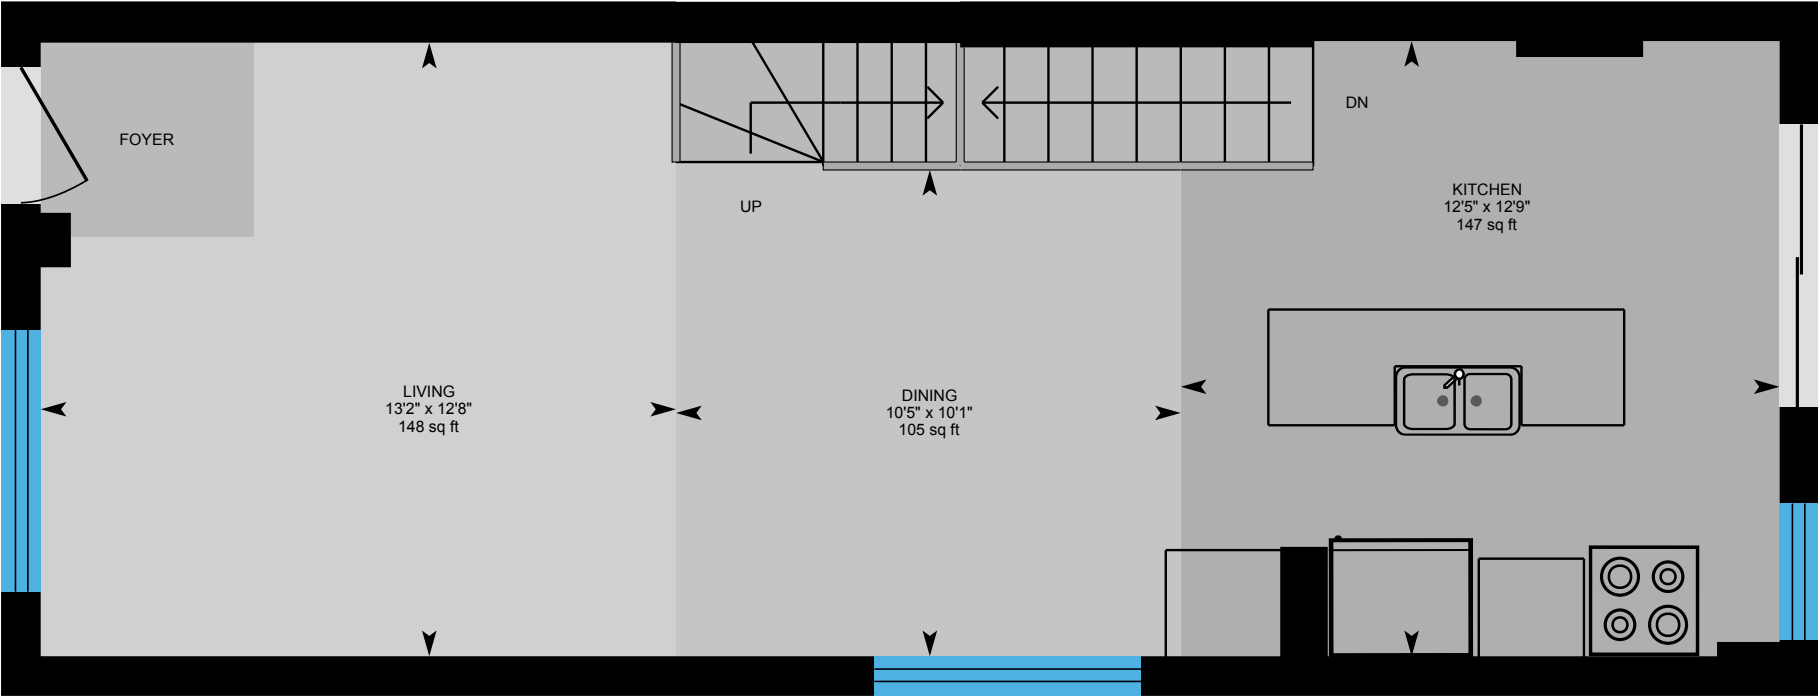 FOYER
UP
DN
KITCHEN
12'5" x 12'9"
147 sq ft
LIVING
13'2" x 12'8"
148 sq ft
DINING
10'5" x 10'1"
105 sq ft